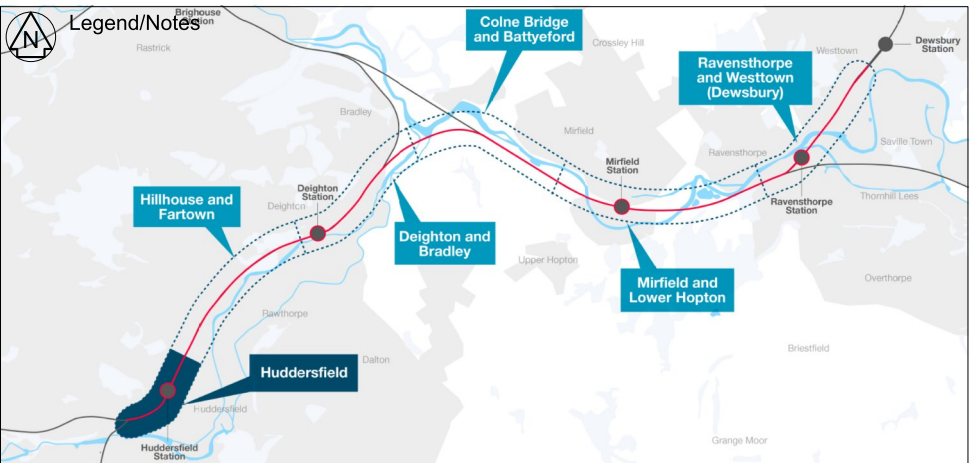 Brighouse
Station
Legend/Notes
N
Rastrick
Colne Bridge
and Battyeford
Crossley Hill
Westtown
Dewsbury
Station
Ravensthorpe
and Westtown
(Dewsbury)
Bradley
Mirfield
Ravensthorpe
Saville Town
Mirfield
Station
Deighton
Station
Deighton
Hillhouse and
Fartown
Ravensthorpe
Station
Thornhill Lees
Deighton and
Bradley
Upper Hopton
Mirfield and
Lower Hopton
Overthorpe
Rawthorpe
Briestfield
Dalton
Huddersfield
Huddersfield
Grange Moor
Huddersfield
Station